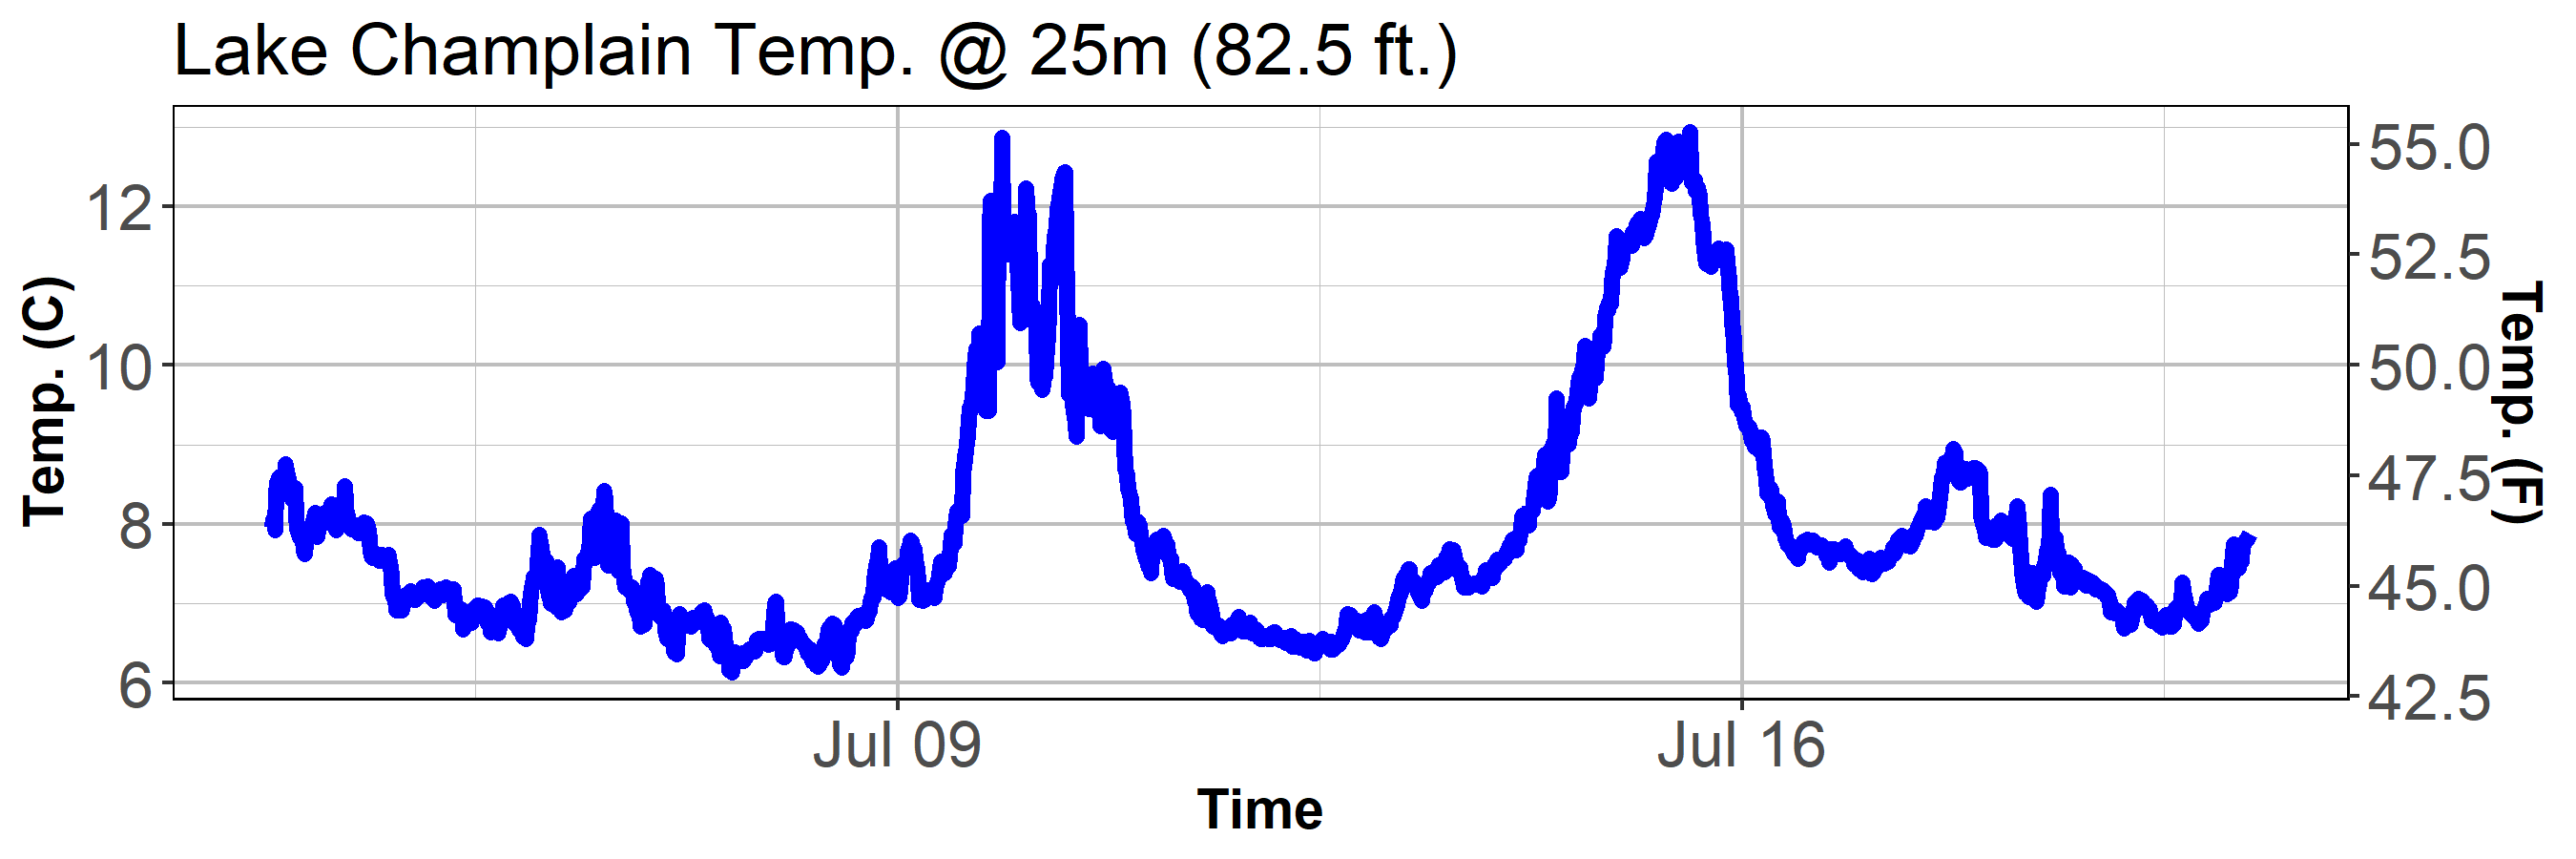 Lake Champlain Temp. @ 25m (82.5 ft.)
Temp. (C)
12
10
8
6
55.0
52.5
50.0
47.5
45.0
42.5
Temp. (F)
Jul 09
Jul 16
Time